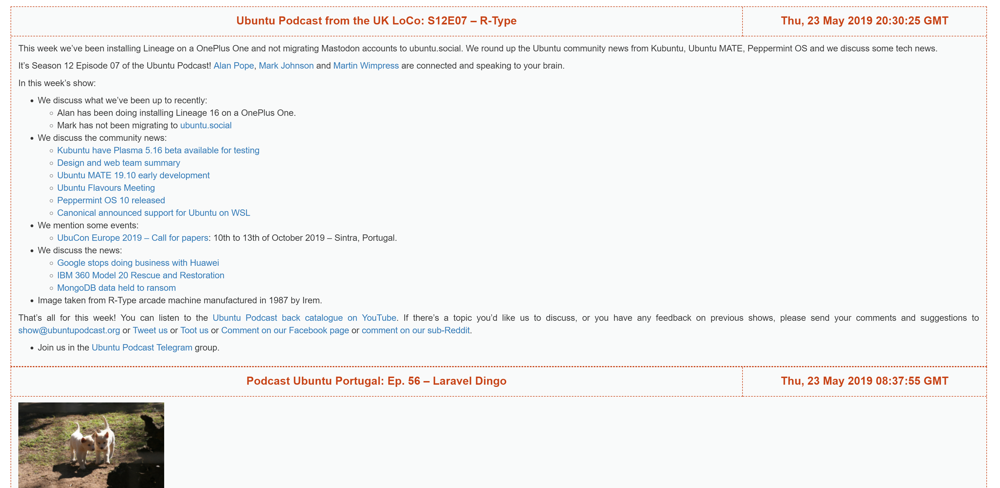 Ubuntu Podcast from the UK LoCo: S12E07 – R-Type
Thu, 23 May 2019 20:30:25 GMT
This week we’ve been installing Lineage on a OnePlus One and not migrating Mastodon accounts to ubuntu.social. We round up the Ubuntu community news from Kubuntu, Ubuntu MATE, Peppermint OS and we discuss some tech news.
It’s Season 12 Episode 07 of the Ubuntu Podcast! Alan Pope, Mark Johnson and Martin Wimpress are connected and speaking to your brain.
In this week’s show:
• We discuss what we’ve been up to recently:
◦ Alan has been doing installing Lineage 16 on a OnePlus One.
◦ Mark has not been migrating to ubuntu.social
• We discuss the community news:
◦ Kubuntu have Plasma 5.16 beta available for testing
◦ Design and web team summary
◦ Ubuntu MATE 19.10 early development
◦ Ubuntu Flavours Meeting
◦ Peppermint OS 10 released
◦ Canonical announced support for Ubuntu on WSL
• We mention some events:
◦ UbuCon Europe 2019 – Call for papers: 10th to 13th of October 2019 – Sintra, Portugal.
• We discuss the news:
◦ Google stops doing business with Huawei
◦ IBM 360 Model 20 Rescue and Restoration
◦ MongoDB data held to ransom
• Image taken from R-Type arcade machine manufactured in 1987 by Irem.
That’s all for this week! You can listen to the Ubuntu Podcast back catalogue on YouTube. If there’s a topic you’d like us to discuss, or you have any feedback on previous shows, please send your comments and suggestions to
show@ubuntupodcast.org or Tweet us or Toot us or Comment on our Facebook page or comment on our sub-Reddit.
• Join us in the Ubuntu Podcast Telegram group.
Podcast Ubuntu Portugal: Ep. 56 – Laravel Dingo
Thu, 23 May 2019 08:37:55 GMT